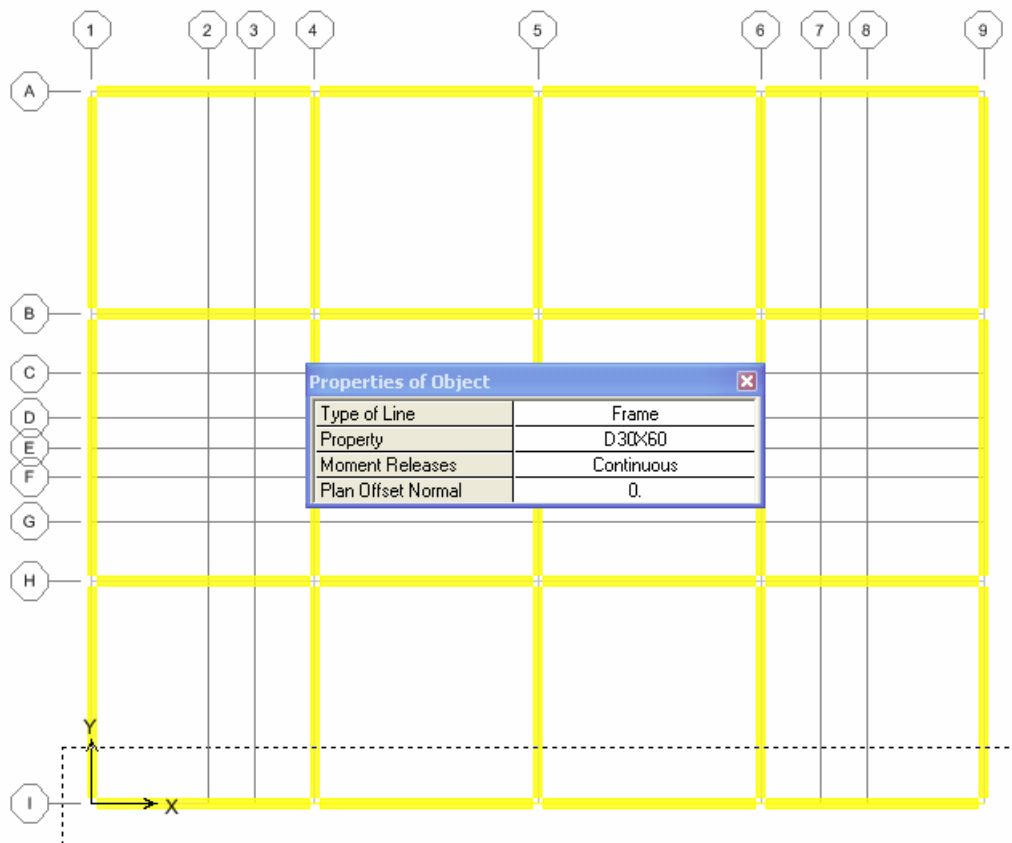 1 2 3 4 5 6 7 8 9
A
B
C
Properties of Object
Type of Line Frame
D
Property D30X60
E
Moment Releases Continuous
F
Plan Offset Normal 0.
G
H
Y
I
X